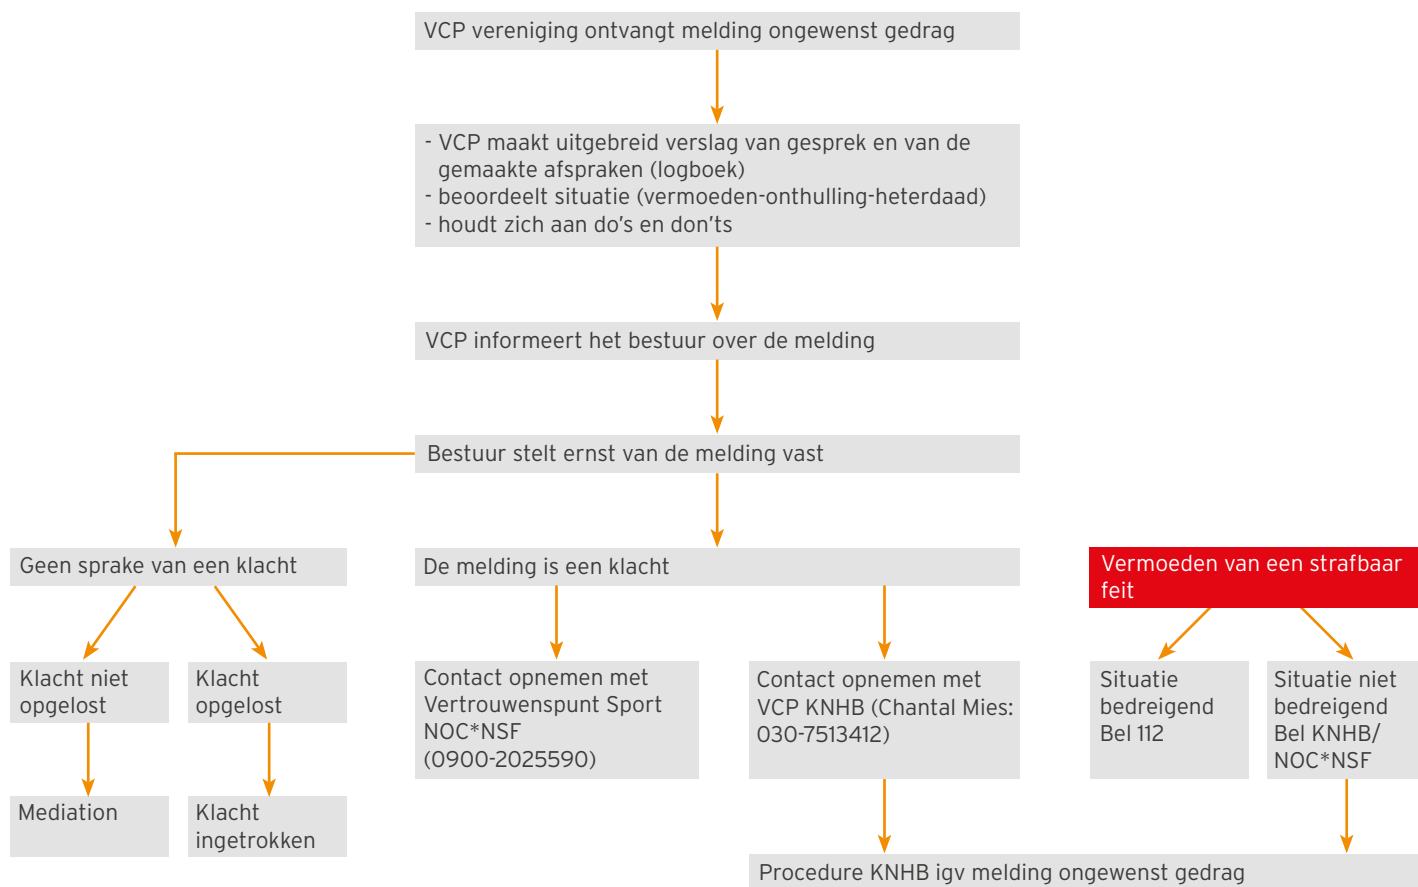 VCP vereniging ontvangt melding ongewenst gedrag
- VCP maakt uitgebreid verslag van gesprek en van de
gemaakte afspraken (logboek)
- beoordeelt situatie (vermoeden-onthulling-heterdaad)
- houdt zich aan do’s en don’ts
VCP informeert het bestuur over de melding
Bestuur stelt ernst van de melding vast
Geen sprake van een klacht
De melding is een klacht
Vermoeden van een strafbaar
feit
Klacht niet
opgelost
Klacht
opgelost
Contact opnemen met
Vertrouwenspunt Sport
NOC*NSF
(0900-2025590)
Contact opnemen met
VCP KNHB (Chantal Mies:
030-7513412)
Situatie
bedreigend
Bel 112
Situatie niet
bedreigend
Bel KNHB/
NOC*NSF
Mediation
Klacht
ingetrokken
Procedure KNHB igv melding ongewenst gedrag